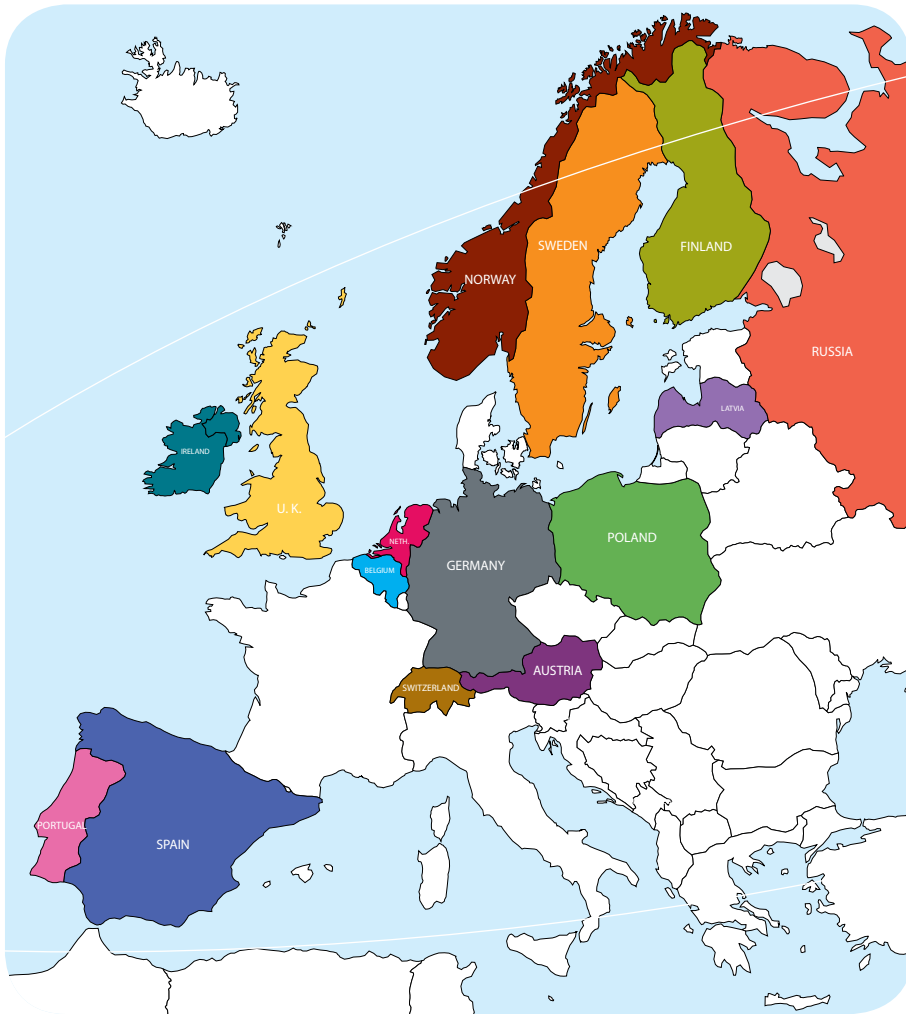 SWEDEN
FINLAND
NORWAY
RUSSIA
LATVIA
IRELAND
U. K.
NETH.
POLAND
GERMANY
BELGIUM
AUSTRIA
SWITZERLAND
PORTUGAL
SPAIN